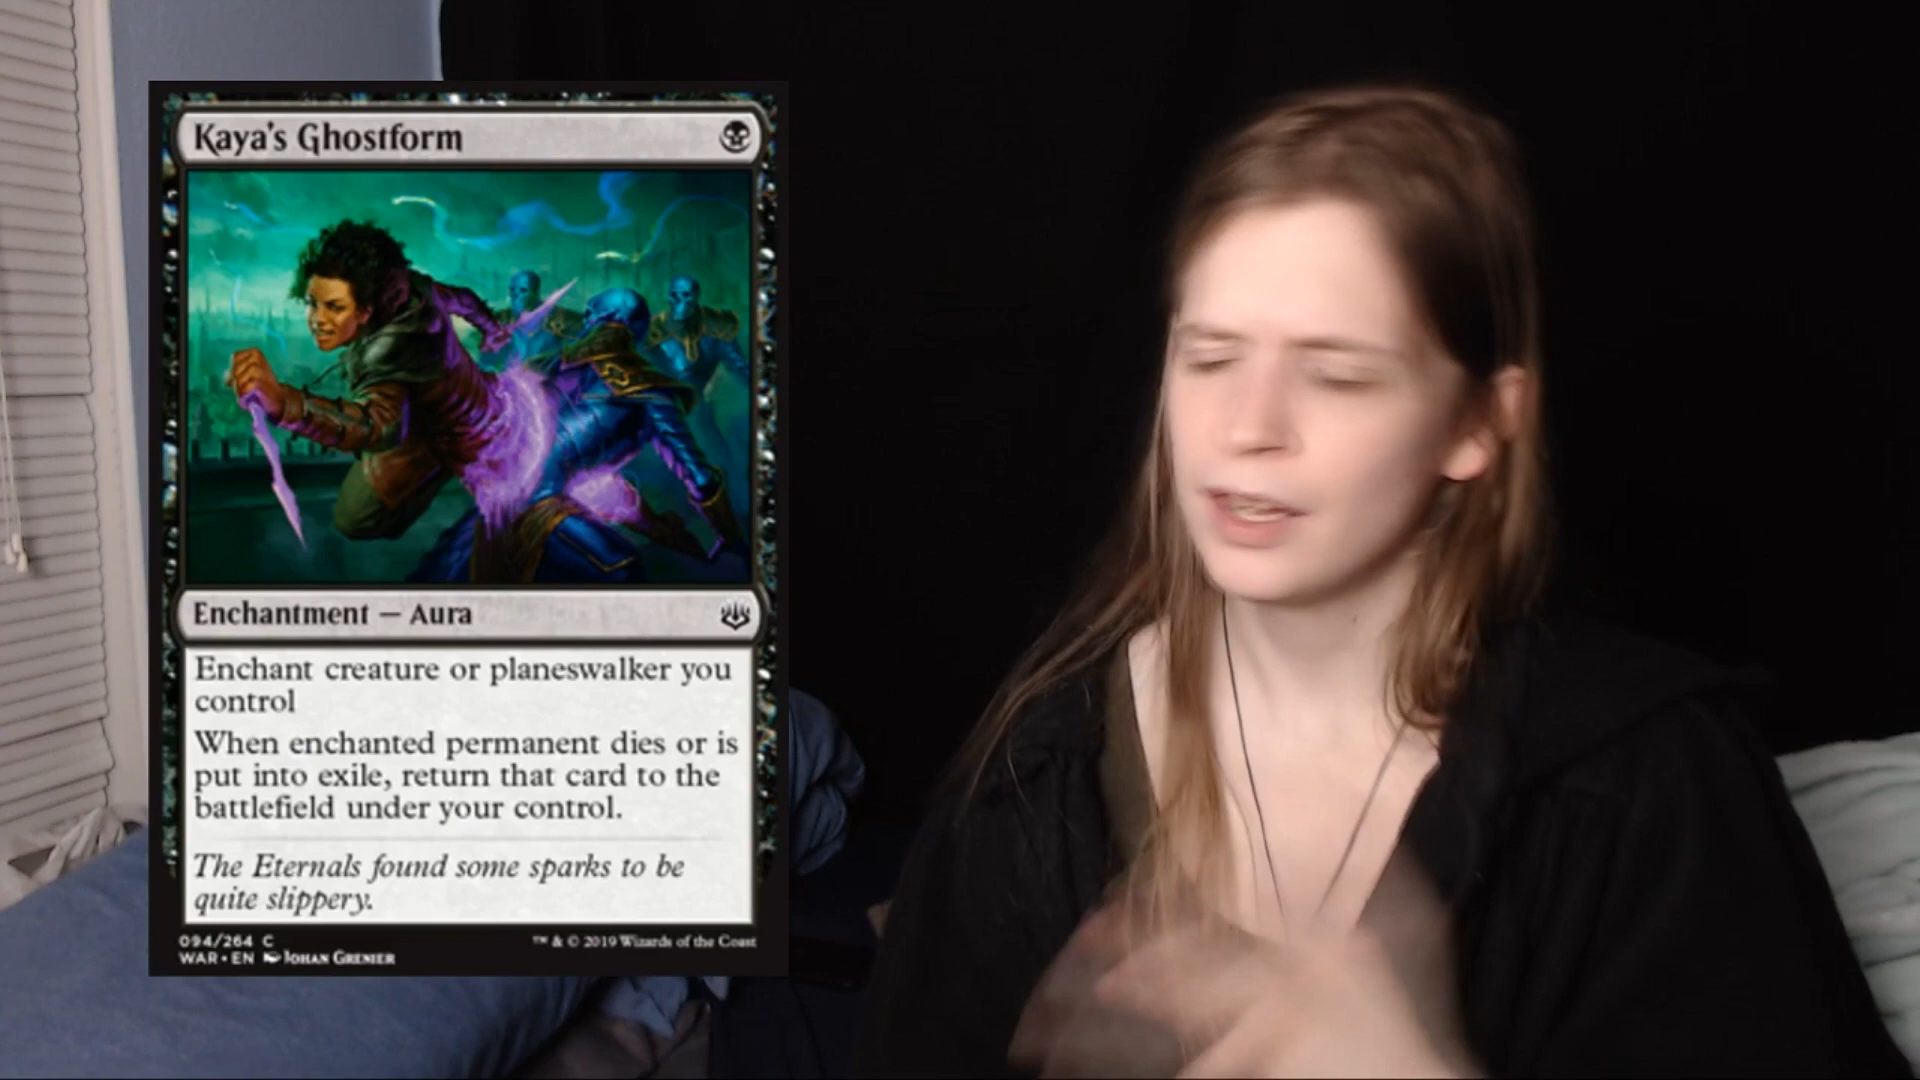 Kaya's Ghostform
Enchantment — Aura
Enchant creature or planeswalker you
control
When enchanted permanent dies or is
put into exile, return that card to the
battlefield under your control.
The Eternals found some sparks to be
quite slippery.
094/264 C
™ & © 2019 Wizards of the Coast
WAR • EN Johan Grenier